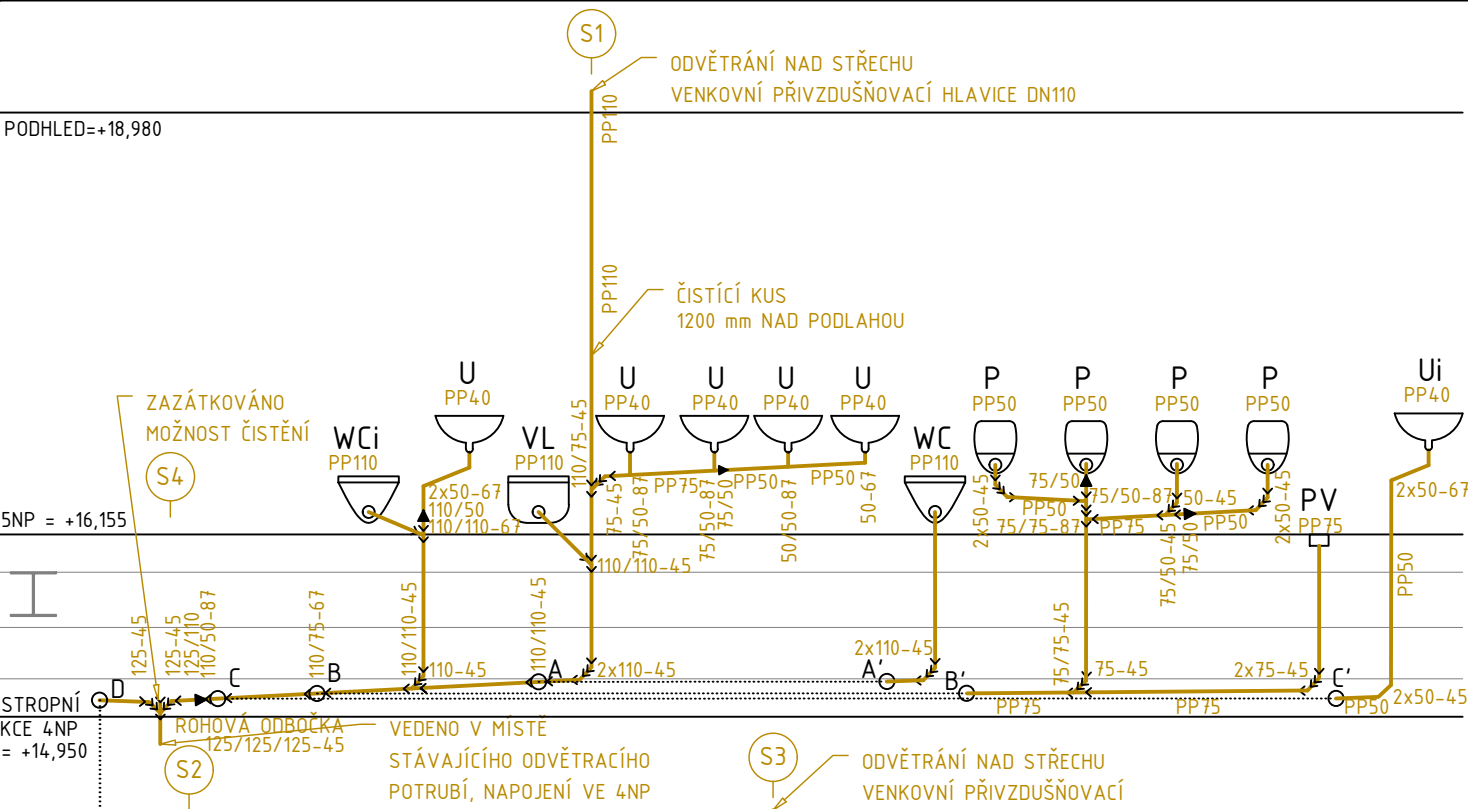 S1
ODVĚTRÁNÍ NAD STŘECHU
VENKOVNÍ PŘIVZDUŠŇOVACÍ HLAVICE DN110
PP110
PODHLED=+18,980
PP110
ČISTÍCÍ KUS
1200 mm NAD PODLAHOU
ZAZÁTKOVÁNO
MOŽNOST ČISTĚNÍ
S4
U
PP40
WCi
PP110
VL
PP110
U
PP40
U
PP40
U
PP40
U
PP40
WC
PP110
P
PP50
P
PP50
P
PP50
P
PP50
Ui
PP40
PV
PP75
110/75-45
2x50-67
110/50
110/110-67
PP75
PP50
PP50
75-45
75/50-87
75/50-87
75/50
50/50-87
50-67
110/110-45
2x50-45
PP50
75/50
75/50-87
75/75-87
PP75
50-45
PP50
75/50-45
75/50
2x50-45
2x50-67
PP50
5NP = +16,155
125-45
125-45
125/110
110/50-87
110/75-67
110/110-45
110-45
110/110-45
2x110-45
2x110-45
75/75-45
75-45
2x75-45
2x50-45
D
C
B
A
A'
B'
C'
PP75
PP75
PP50
STROPNÍ
KCE 4NP
= +14,950
ROHOVÁ ODBOČKA
125/125/125-45
S2
VEDENO V MÍSTĚ
STÁVAJÍCÍHO ODVĚTRACÍHO
POTRUBÍ, NAPOJENÍ VE 4NP
S3
ODVĚTRÁNÍ NAD STŘECHU
VENKOVNÍ PŘIVZDUŠŇOVACÍ